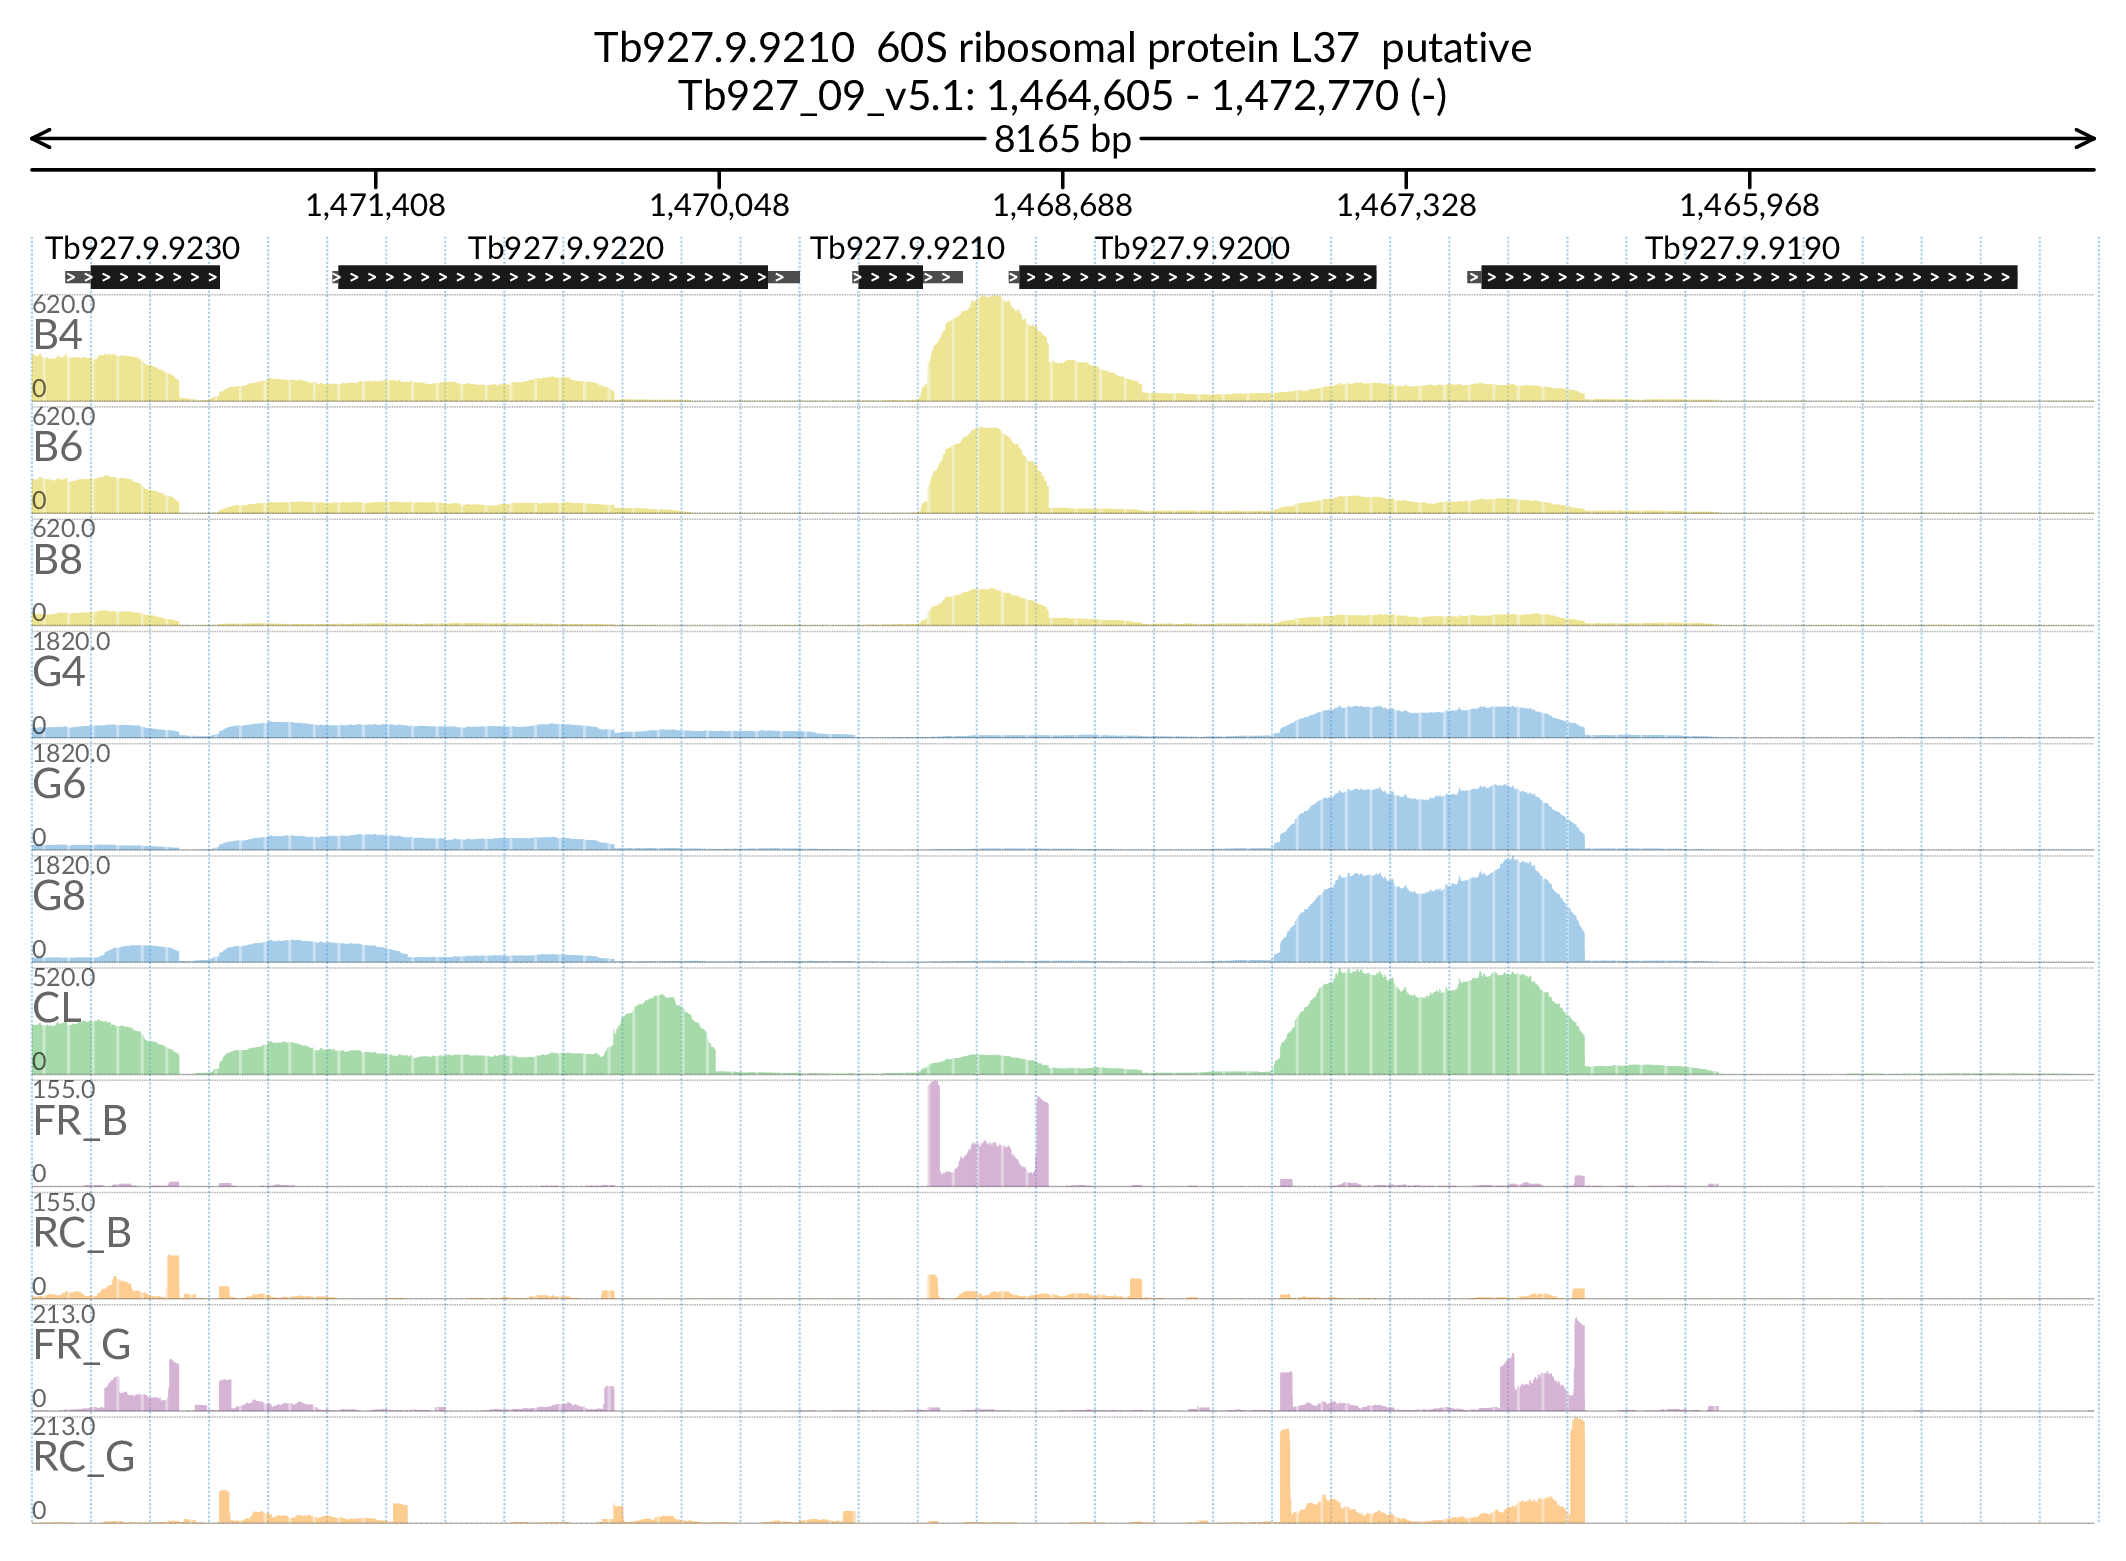 Tb927.9.9210 60S ribosomal protein L37 putative
Tb927_09_v5.1: 1,464,605 - 1,472,770 (-)
8165 bp
1,471,408 1,470,048 1,468,688 1,467,328 1,465,968
Tb927.9.9230 Tb927.9.9220 Tb927.9.9210 Tb927.9.9200 Tb927.9.9190
620.0
B4
0
620.0
B6
0
620.0
B8
0
1820.0
G4
0
1820.0
G6
0
1820.0
G8
0
520.0
CL
0
155.0
FR_B
0
155.0
RC_B
0
213.0
FR_G
0
213.0
RC_G
0